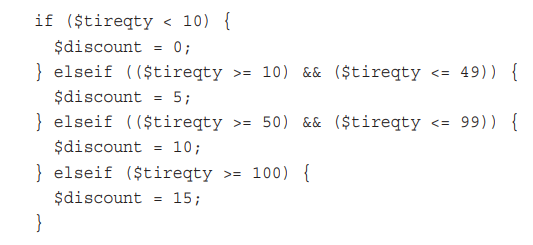 if ($tireqty < 10) {
  $discount = 0;
} elseif (($tireqty >= 10) && ($tireqty <= 49)) {
  $discount = 5;
} elseif (($tireqty >= 50) && ($tireqty <= 99)) {
  $discount = 10;
} elseif ($tireqty >= 100) {
  $discount = 15;
}